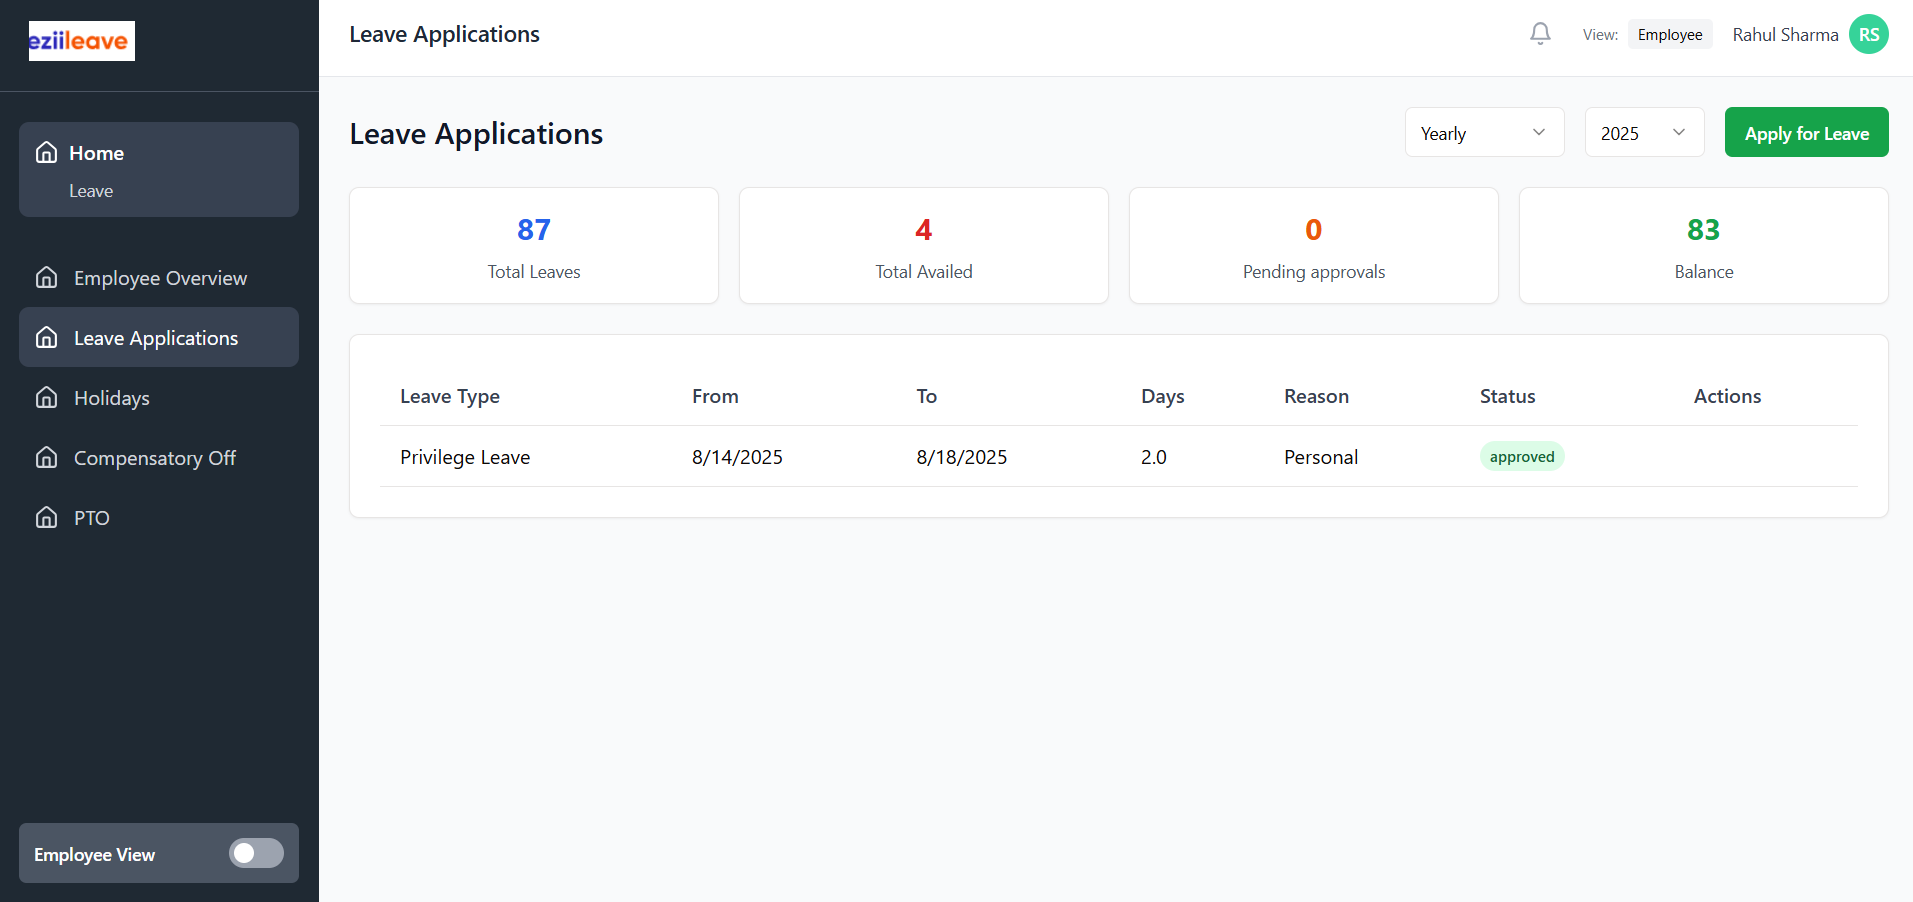 eziileave
Leave Applications
View: Employee Rahul Sharma RS
Home
Leave
Employee Overview
Leave Applications
Holidays
Compensatory Off
PTO
Employee View
Leave Applications
Yearly 2025 Apply for Leave
87 4 0 83
Total Leaves Total Availed Pending approvals Balance
Leave Type From To Days Reason Status Actions
Privilege Leave 8/14/2025 8/18/2025 2.0 Personal approved